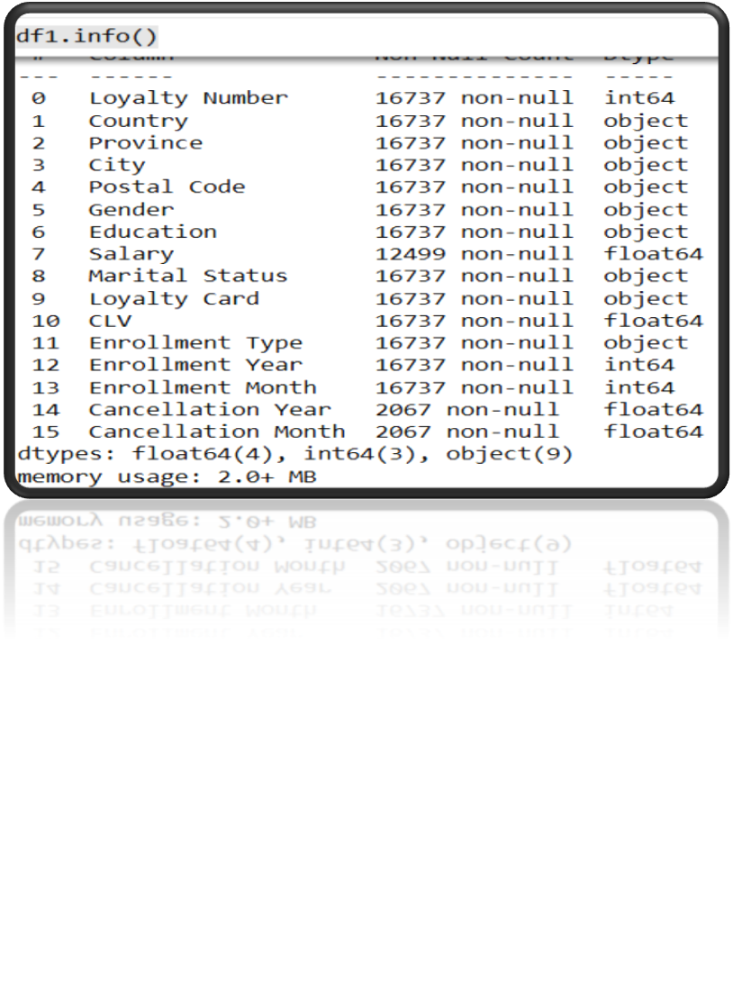 df1.info()
--- ------ -------------- -----
0 Loyalty Number 16737 non-null int64
1 Country 16737 non-null object
2 Province 16737 non-null object
3 City 16737 non-null object
4 Postal Code 16737 non-null object
5 Gender 16737 non-null object
6 Education 16737 non-null object
7 Salary 12499 non-null float64
8 Marital Status 16737 non-null object
9 Loyalty Card 16737 non-null object
10 CLV 16737 non-null float64
11 Enrollment Type 16737 non-null object
12 Enrollment Year 16737 non-null int64
13 Enrollment Month 16737 non-null int64
14 Cancellation Year 2067 non-null float64
15 Cancellation Month 2067 non-null float64
dtypes: float64(4), int64(3), object(9)
memory usage: 2.0+ MB